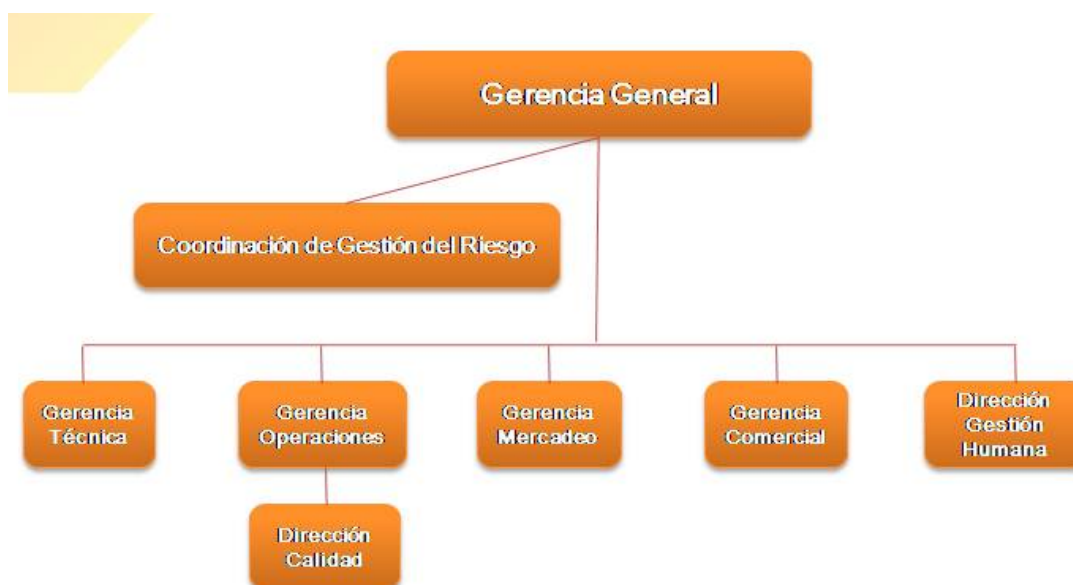 Gerencia General
Coordinación de Gestión del Riesgo
Gerencia
Técnica
Gerencia
Operaciones
Gerencia
Mercadeo
Gerencia
Comercial
Dirección
Gestión
Humana
Dirección
Calidad